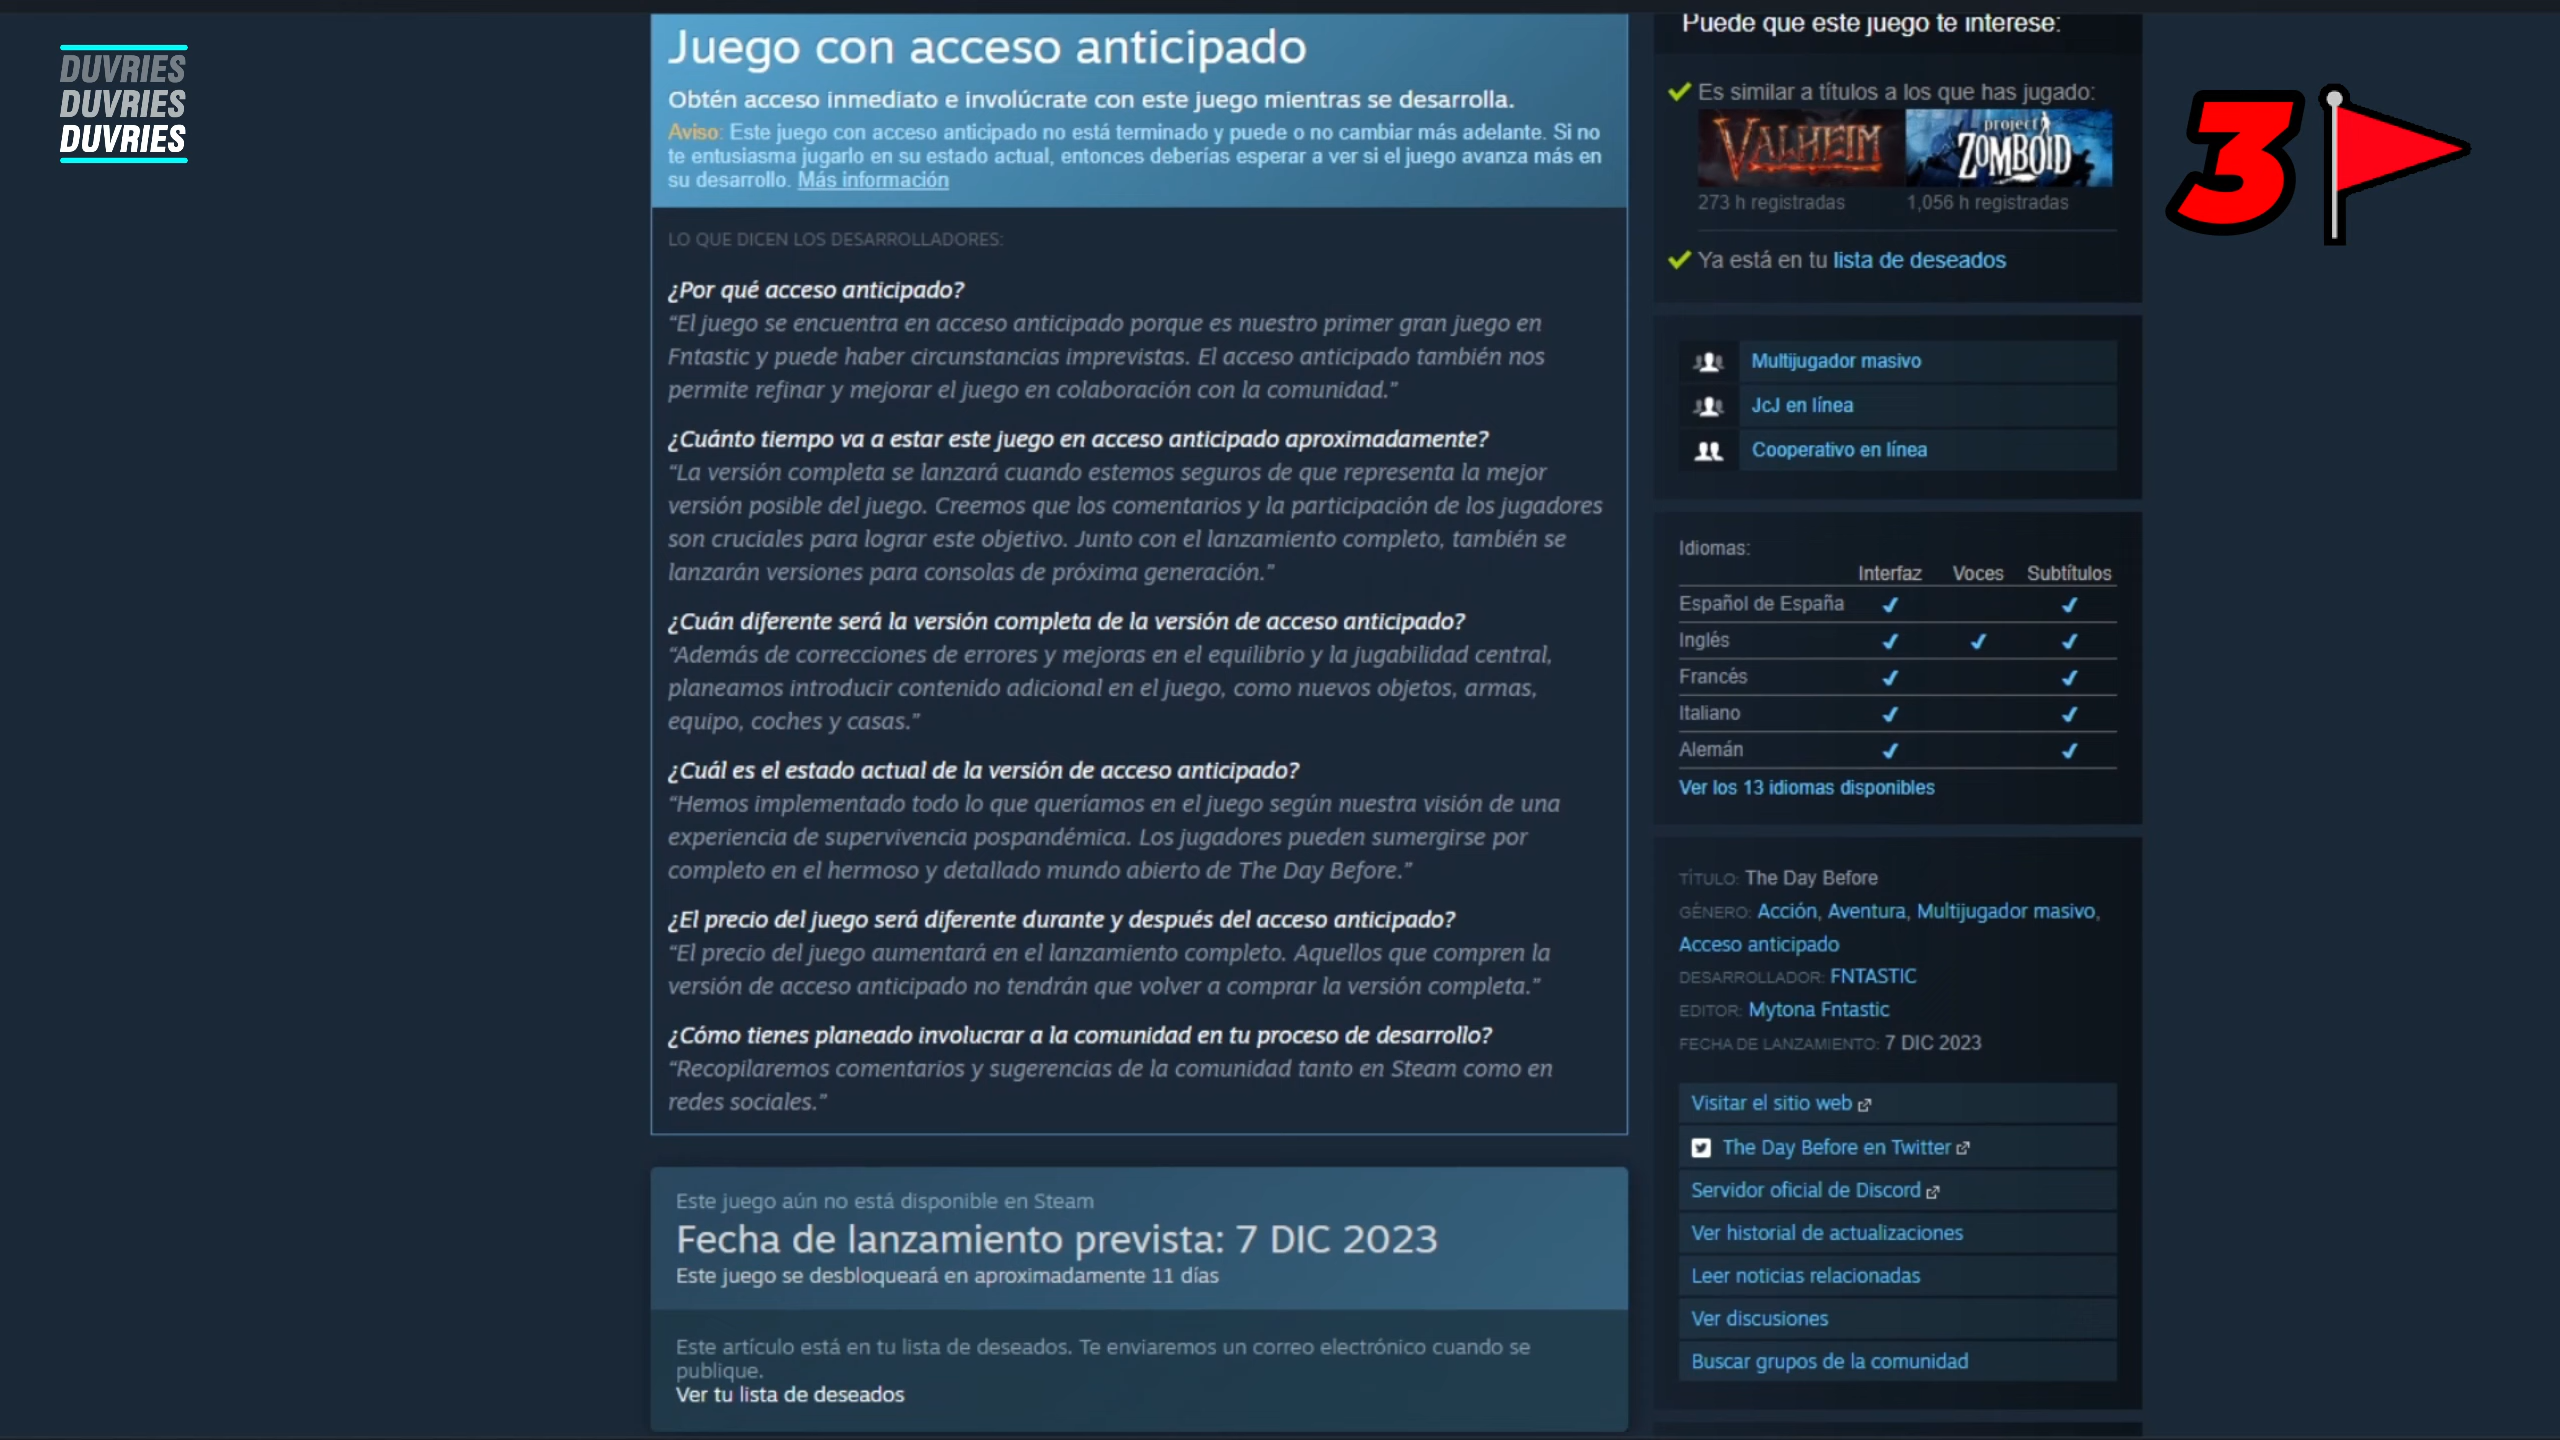 DUVRIES
DUVRIES
DUVRIES
Juego con acceso anticipado
Obtén acceso inmediato e involúcrate con este juego mientras se desarrolla.
Aviso: Este juego con acceso anticipado no está terminado y puede o no cambiar más adelante. Si no
te entusiasma jugarlo en su estado actual, entonces deberías esperar a ver si el juego avanza más en
su desarrollo. Más información
LO QUE DICEN LOS DESARROLLADORES:
¿Por qué acceso anticipado?
“El juego se encuentra en acceso anticipado porque es nuestro primer gran juego en
Fntastic y puede haber circunstancias imprevistas. El acceso anticipado también nos
permite refinar y mejorar el juego en colaboración con la comunidad.”
¿Cuánto tiempo va a estar este juego en acceso anticipado aproximadamente?
“La versión completa se lanzará cuando estemos seguros de que representa la mejor
versión posible del juego. Creemos que los comentarios y la participación de los jugadores
son cruciales para lograr este objetivo. Junto con el lanzamiento completo, también se
lanzarán versiones para consolas de próxima generación.”
¿Cuán diferente será la versión completa de la versión de acceso anticipado?
“Además de correcciones de errores y mejoras en el equilibrio y la jugabilidad central,
planeamos introducir contenido adicional en el juego, como nuevos objetos, armas,
equipo, coches y casas.”
¿Cuál es el estado actual de la versión de acceso anticipado?
“Hemos implementado todo lo que queríamos en el juego según nuestra visión de una
experiencia de supervivencia pospandémica. Los jugadores pueden sumergirse por
completo en el hermoso y detallado mundo abierto de The Day Before.”
¿El precio del juego será diferente durante y después del acceso anticipado?
“El precio del juego aumentará en el lanzamiento completo. Aquellos que compren la
versión de acceso anticipado no tendrán que volver a comprar la versión completa.”
¿Cómo tienes planeado involucrar a la comunidad en tu proceso de desarrollo?
“Recopilaremos comentarios y sugerencias de la comunidad tanto en Steam como en
redes sociales.”
Este juego aún no está disponible en Steam
Fecha de lanzamiento prevista: 7 DIC 2023
Este juego se desbloqueará en aproximadamente 11 días
Este artículo está en tu lista de deseados. Te enviaremos un correo electrónico cuando se
publique.
Ver tu lista de deseados
Puede que este juego te interese:
Es similar a títulos a los que has jugado:
VALHEIM
project
ZOMBOID
273 h registradas
1,056 h registradas
Ya está en tu lista de deseados
Multijugador masivo
JcJ en línea
Cooperativo en línea
Idiomas:
Interfaz Voces Subtítulos
Español de España
Inglés
Francés
Italiano
Alemán
Ver los 13 idiomas disponibles
TÍTULO: The Day Before
GÉNERO: Acción, Aventura, Multijugador masivo,
Acceso anticipado
DESARROLLADOR: FNTASTIC
EDITOR: Mytona Fntastic
FECHA DE LANZAMIENTO: 7 DIC 2023
Visitar el sitio web
The Day Before en Twitter
Servidor oficial de Discord
Ver historial de actualizaciones
Leer noticias relacionadas
Ver discusiones
Buscar grupos de la comunidad
3